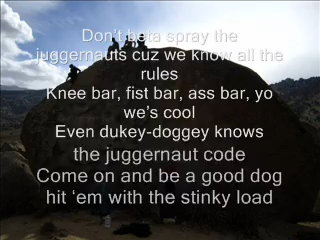 Don't beta spray the
juggernauts cuz we know all the
rules
Knee bar, fist bar, ass bar, yo
we's cool
Even dukey-doggey knows
the juggernaut code
Come on and be a good dog
hit ‘em with the stinky load